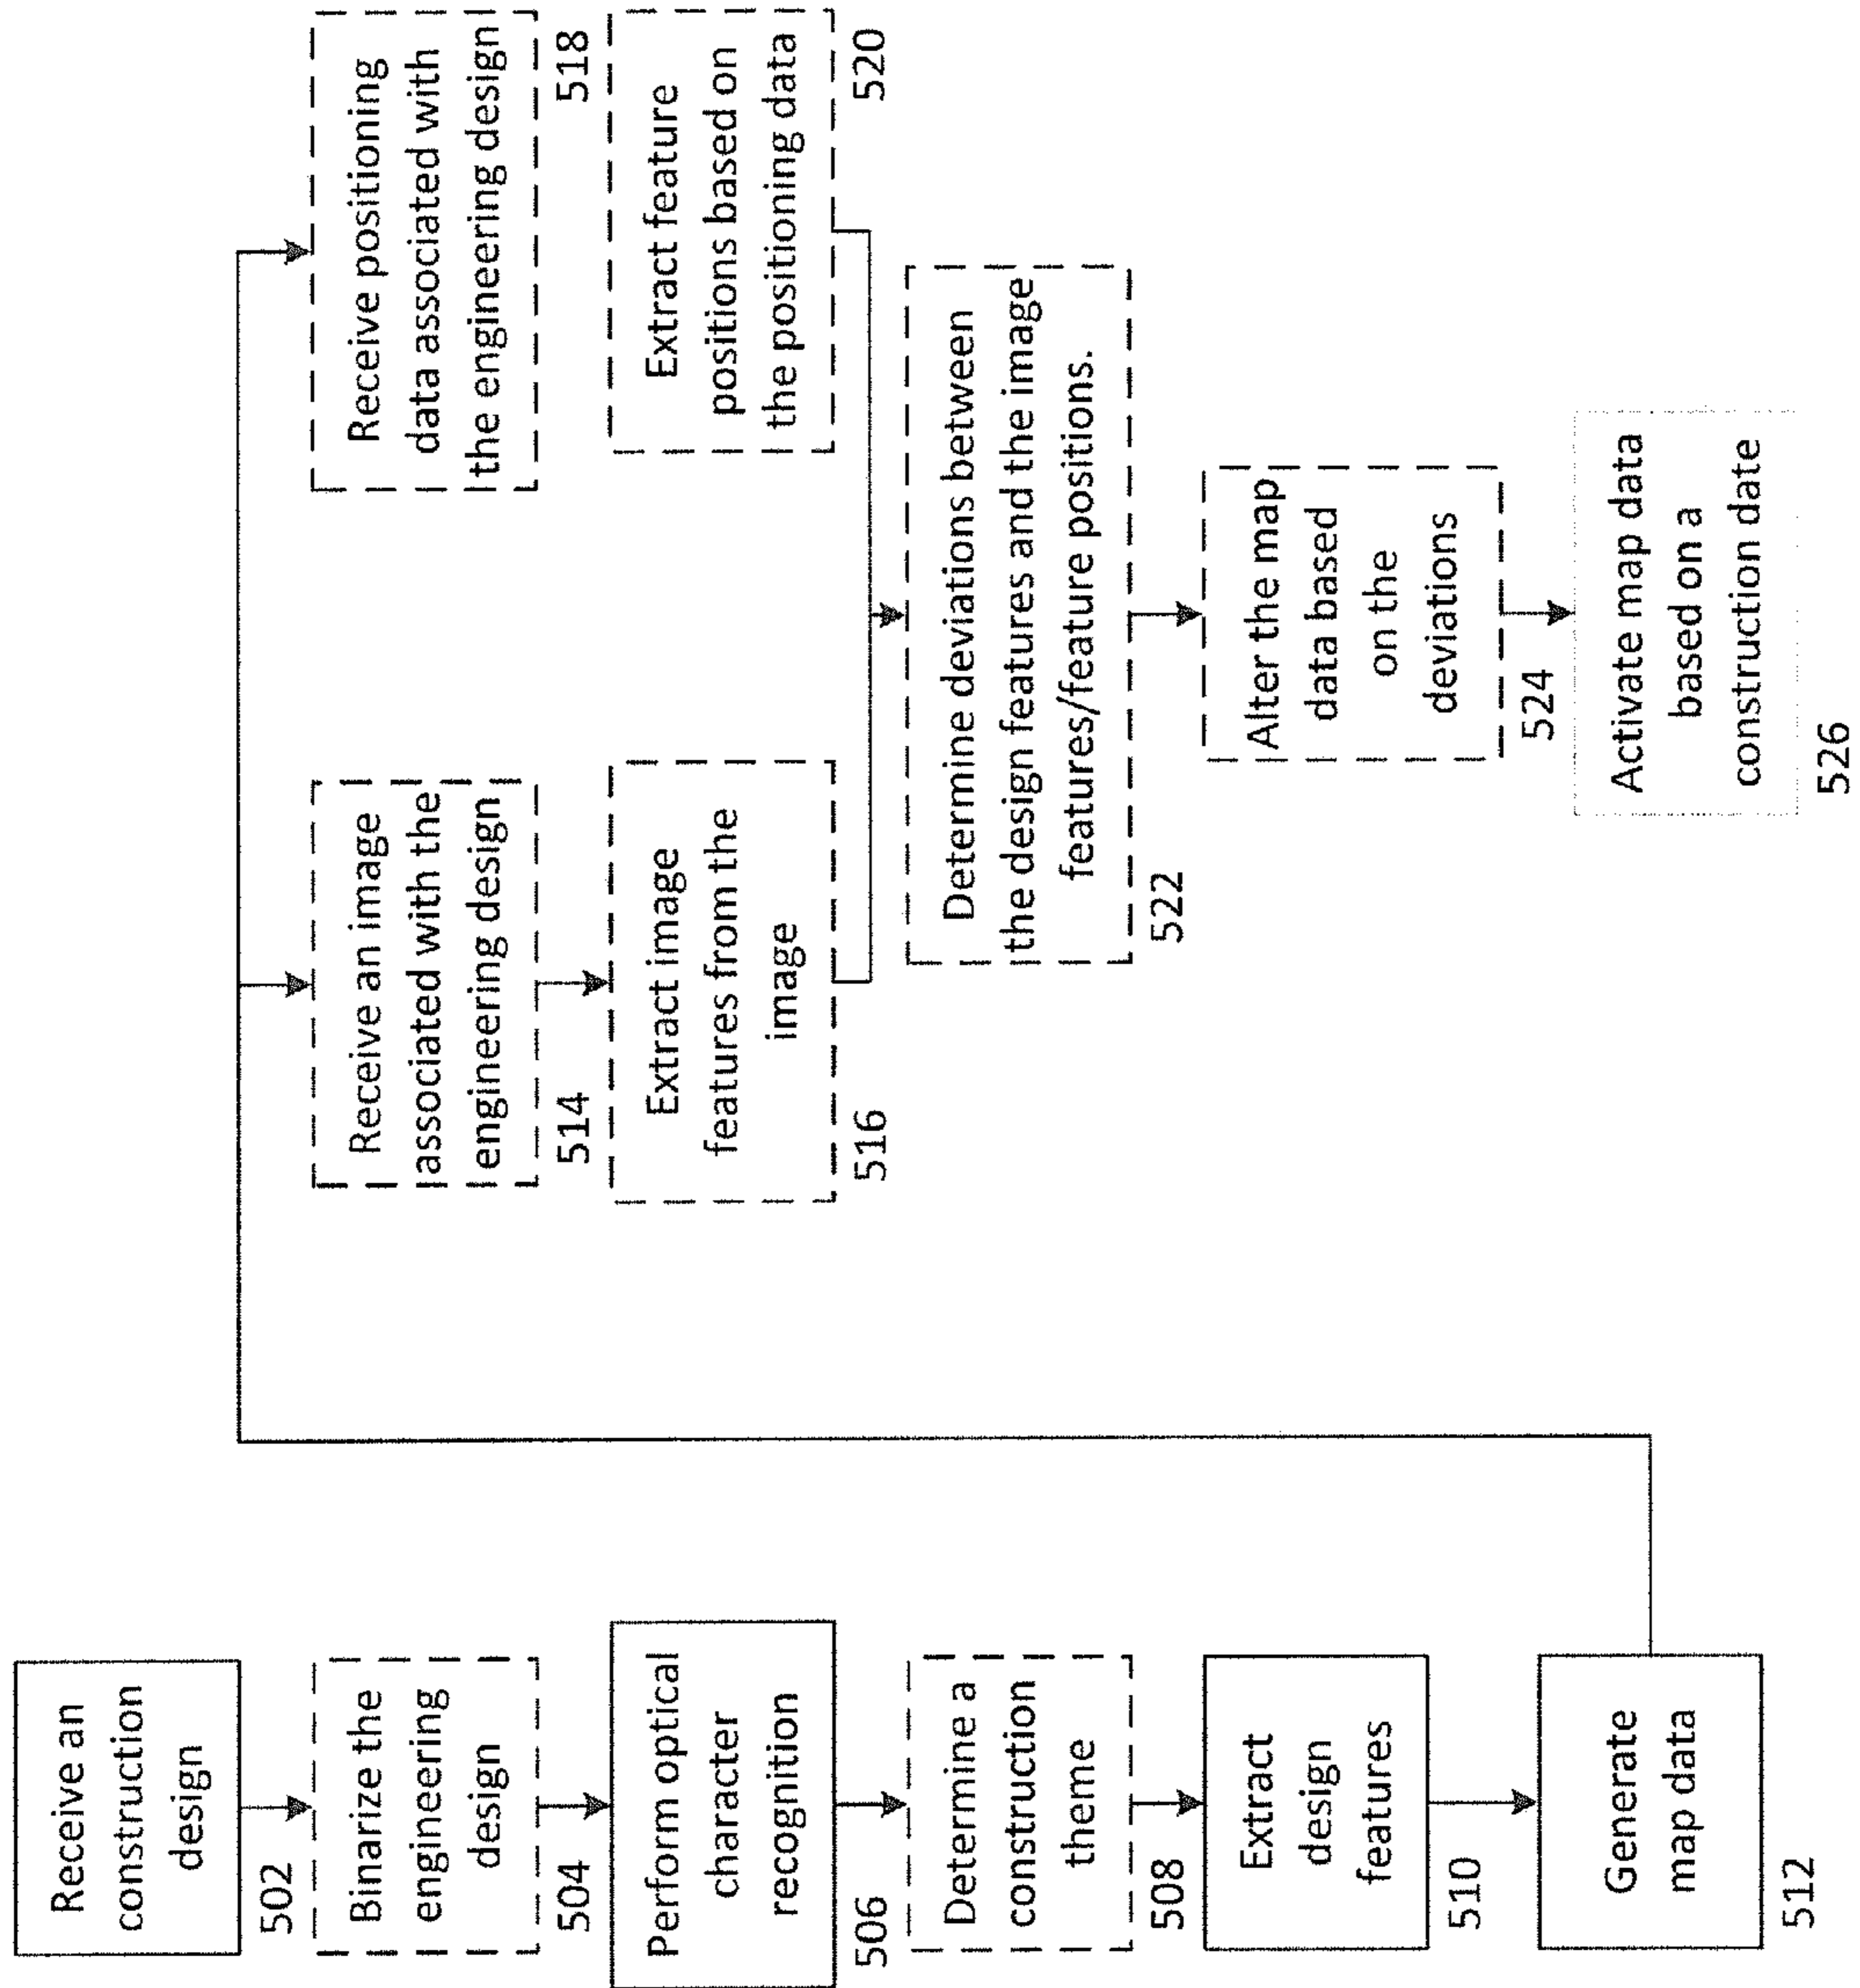 Receive an
construction
design
502
Binarize the
engineering
design
504
Perform optical
character
recognition
506
Determine a
construction
theme
508
Extract
design
features
510
Generate
map data
512
Receive an image
associated with the
engineering design
514
Extract image
features from the
image
516
Receive positioning
data associated with
the engineering design
518
Extract feature
positions based on
the positioning data
520
Determine deviations between
the design features and the image
features/feature positions.
522
Alter the map
data based
on the
deviations
524
Activate map data
based on a
construction date
526